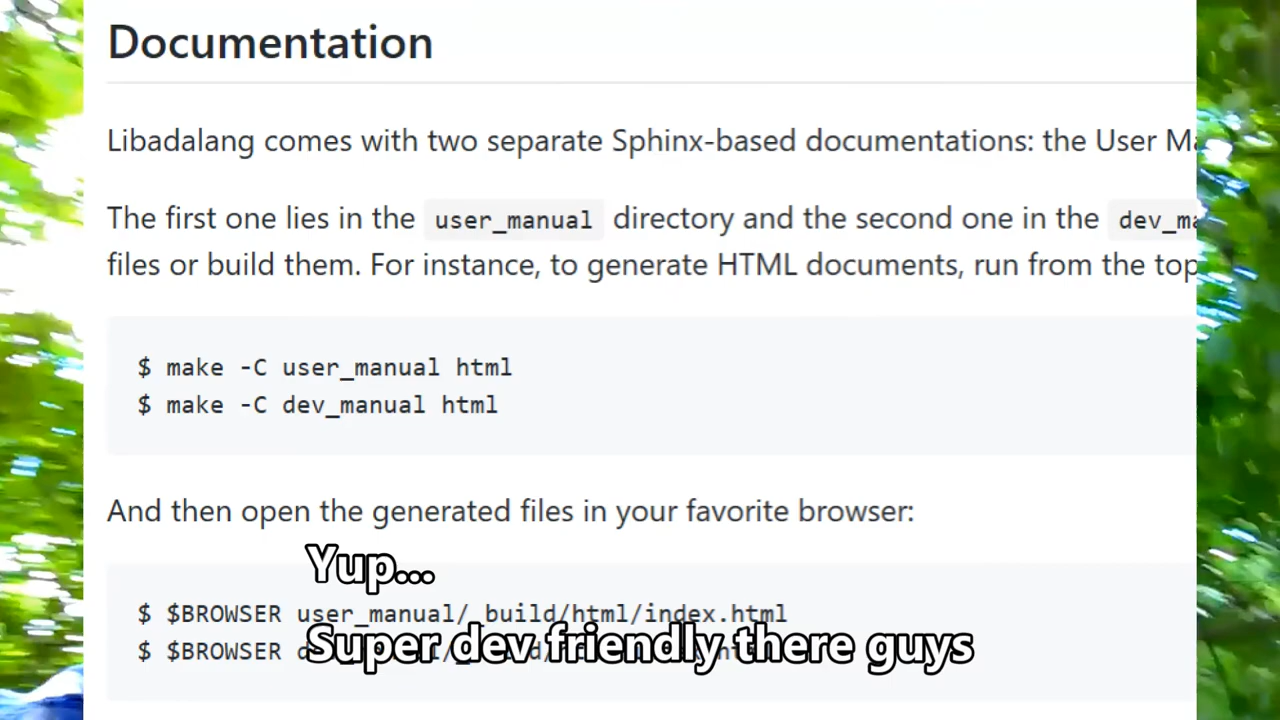 Documentation
Libadalang comes with two separate Sphinx-based documentations: the User
The first one lies in the user_manual directory and the second one in the
files or build them. For instance, to generate HTML documents, run from the top
$ make -C user_manual html
$ make -C dev_manual html
And then open the generated files in your favorite browser:
Yup...
$ $BROWSER user_manual/_build/html/index.html
Super dev friendly there guys
$ $BROWSER